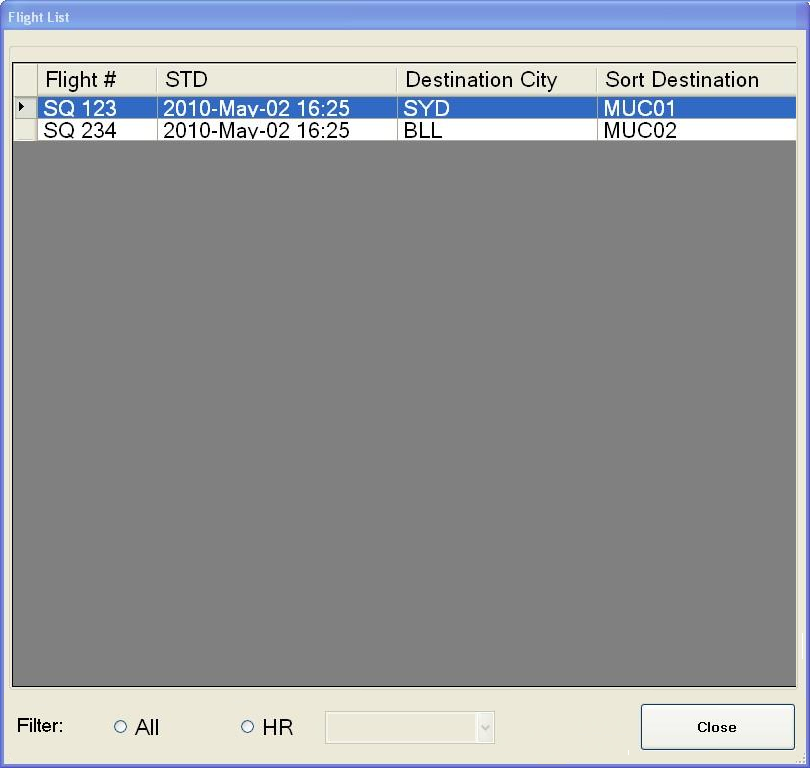 Flight List
Flight # STD Destination City Sort Destination
SQ 123 2010-May-02 16:25 SYD MUC01
SQ 234 2010-May-02 16:25 BLL MUC02
Filter: All HR Close